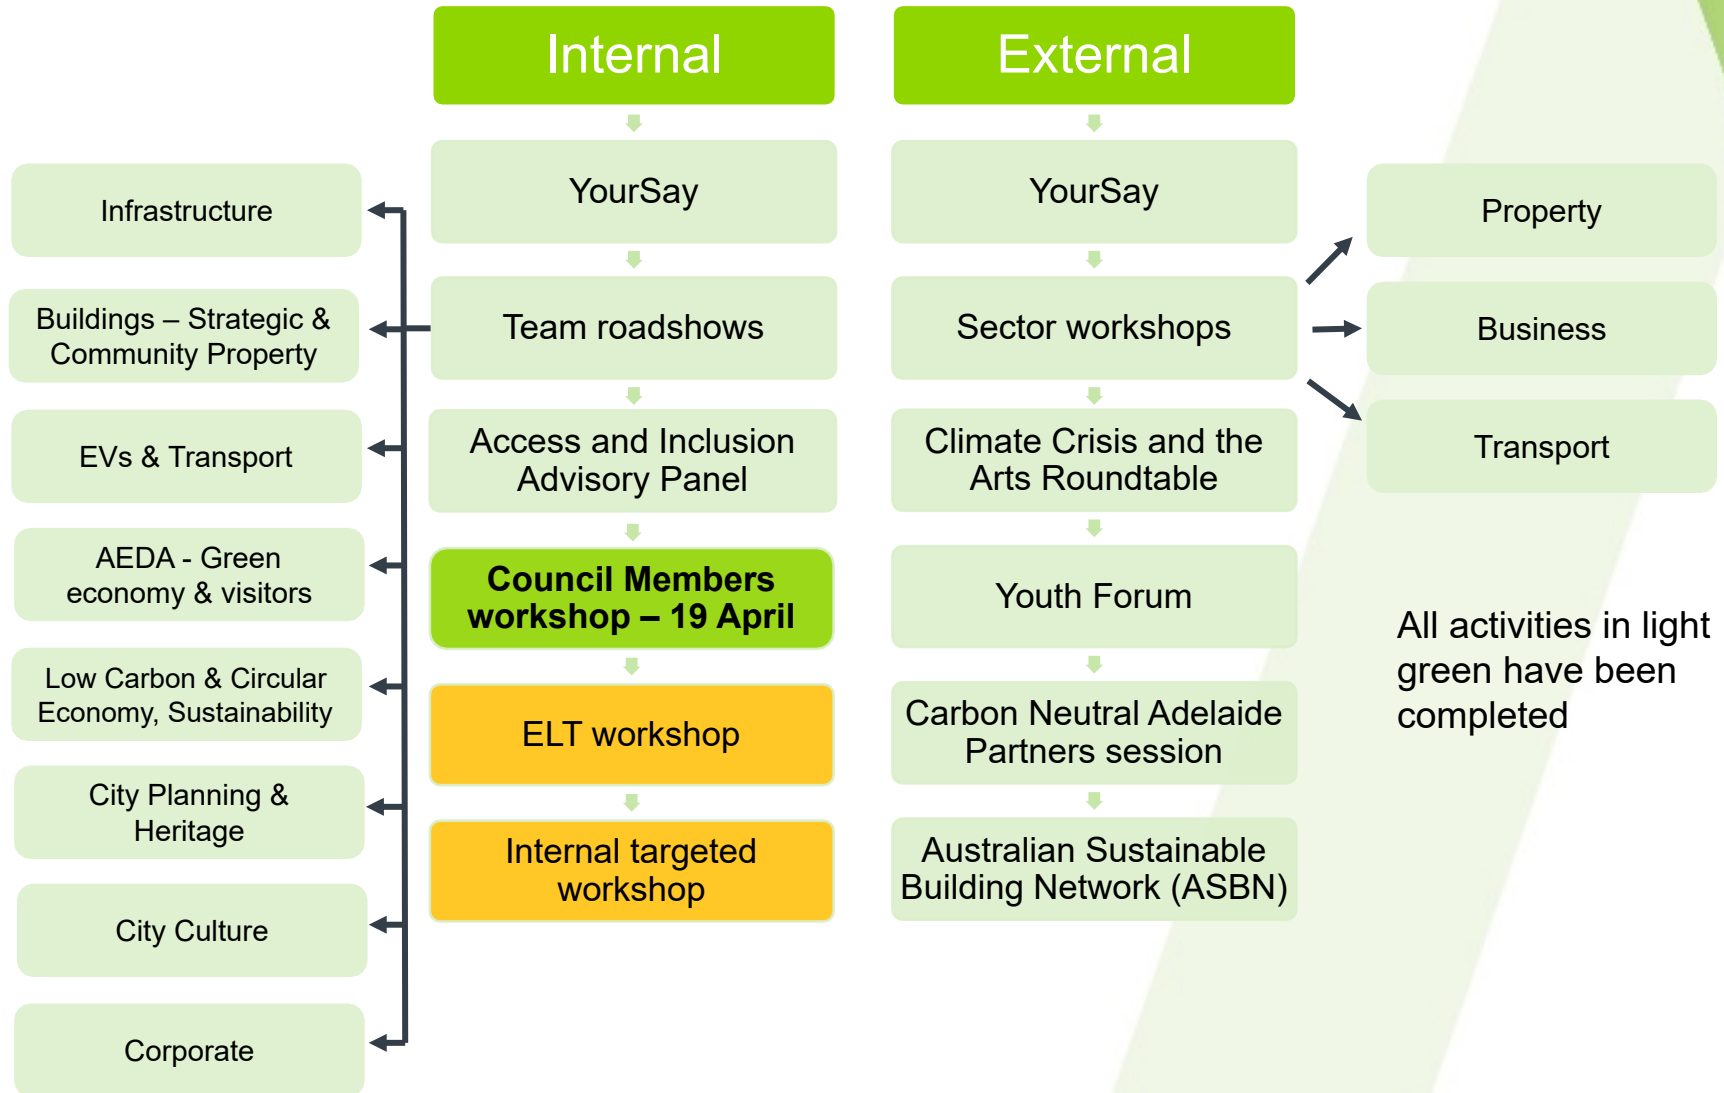 Internal
External
YourSay
YourSay
Infrastructure
Property
Buildings – Strategic &
Community Property
Team roadshows
Sector workshops
Business
EVs & Transport
Access and Inclusion
Advisory Panel
Climate Crisis and the
Arts Roundtable
Transport
AEDA - Green
economy & visitors
Council Members
workshop – 19 April
Youth Forum
All activities in light
green have been
completed
Low Carbon & Circular
Economy, Sustainability
ELT workshop
Carbon Neutral Adelaide
Partners session
City Planning &
Heritage
Internal targeted
workshop
Australian Sustainable
Building Network (ASBN)
City Culture
Corporate